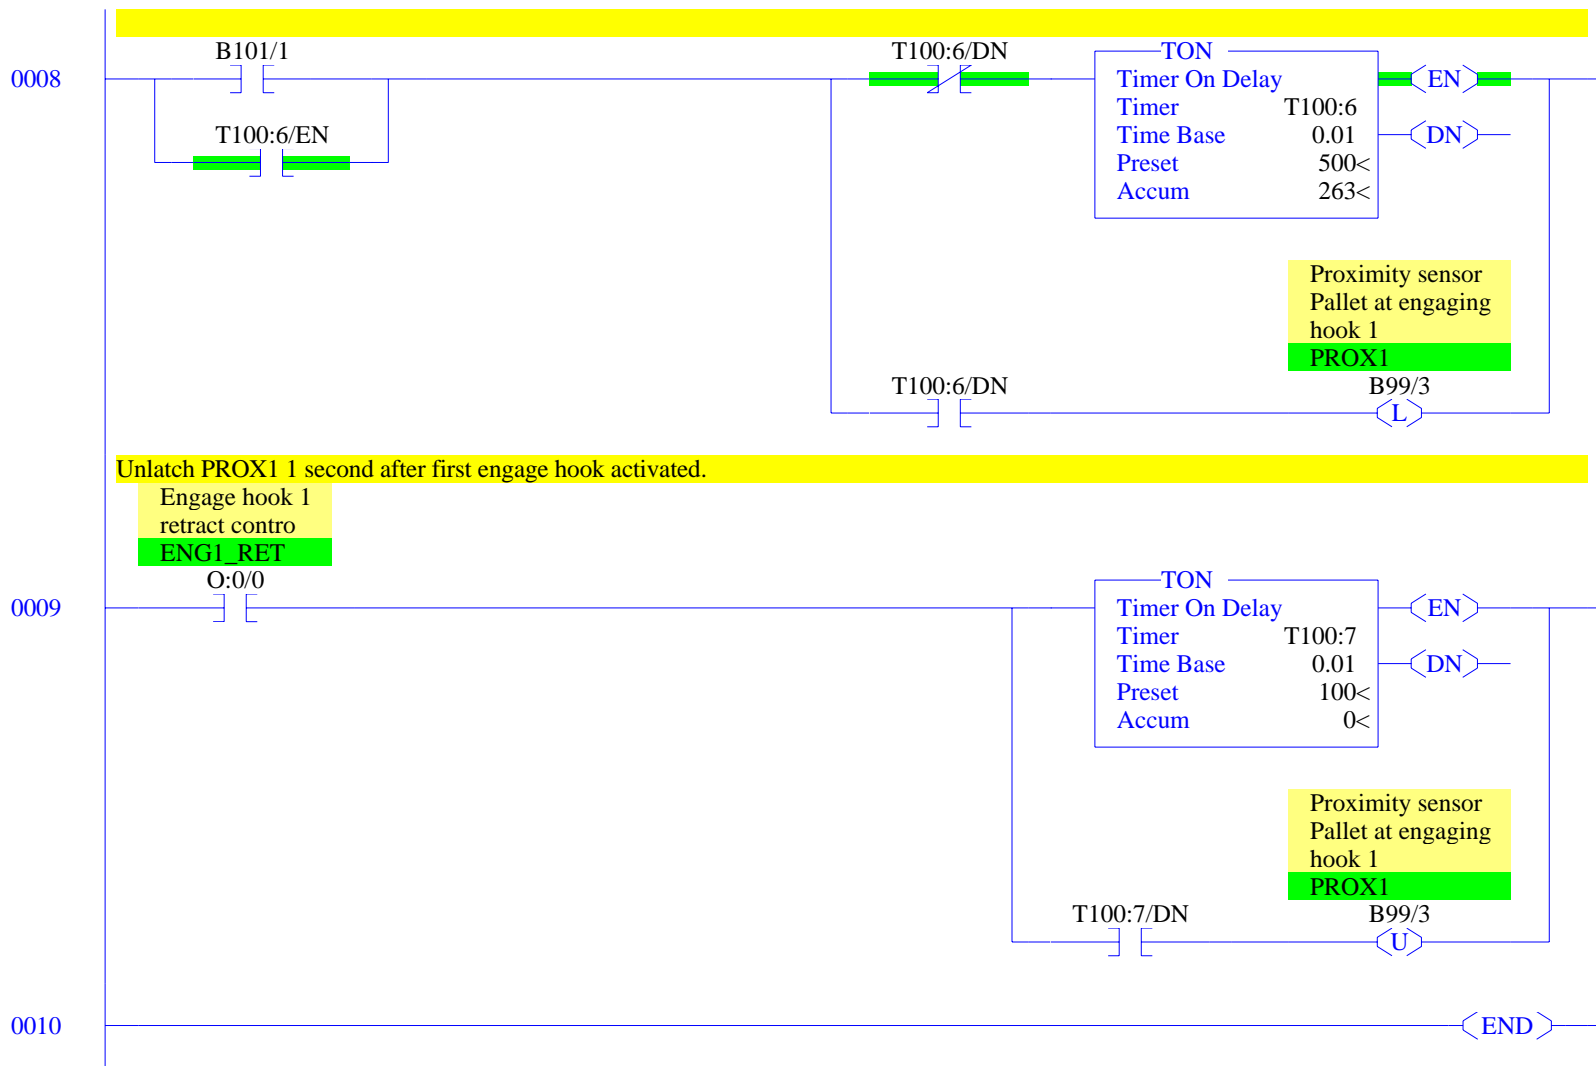 B101/1
T100:6/DN
TON
0008
Timer On Delay
EN
Timer T100:6
T100:6/EN
Time Base 0.01
DN
Preset 500<
Accum 263<
Proximity sensor
Pallet at engaging
hook 1
PROX1
T100:6/DN
B99/3
L
Unlatch PROX1 1 second after first engage hook activated.
Engage hook 1
retract contro
ENG1_RET
O:0/0
TON
0009
Timer On Delay
EN
Timer T100:7
Time Base 0.01
DN
Preset 100<
Accum 0<
Proximity sensor
Pallet at engaging
hook 1
PROX1
T100:7/DN
B99/3
U
0010
END